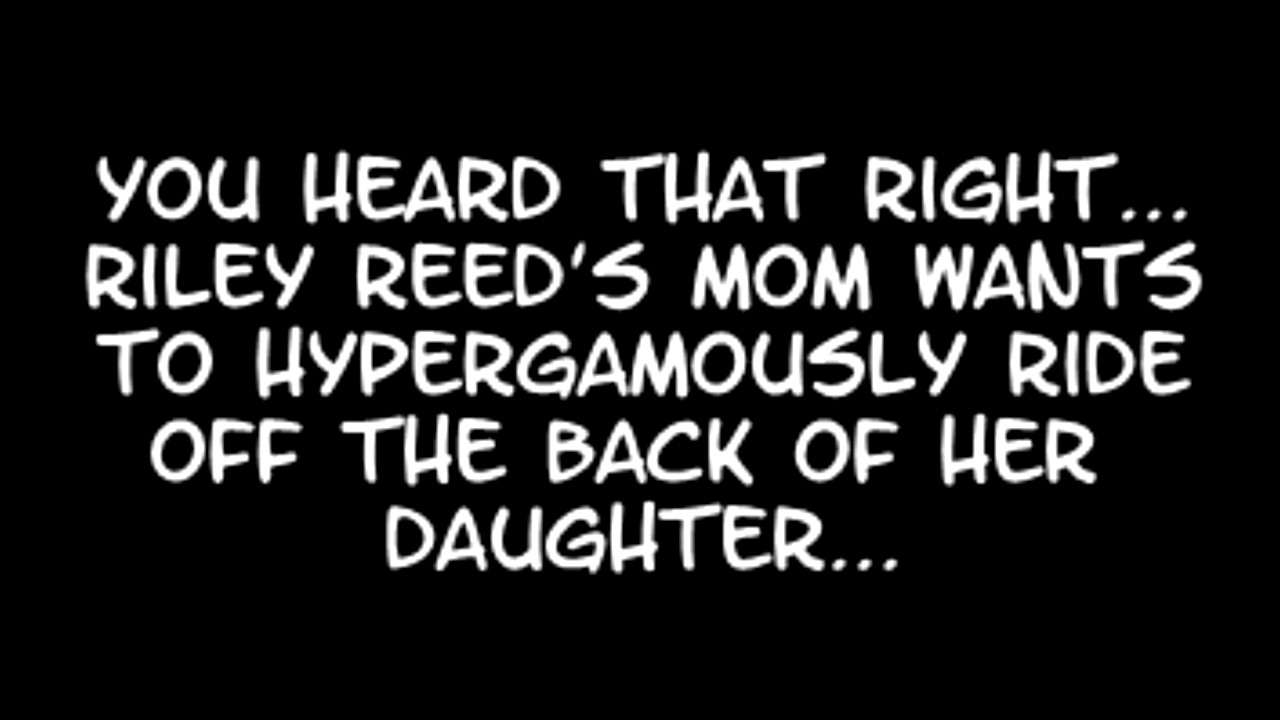 YOU HEARD THAT RIGHT...
RILEY REED'S MOM WANTS
TO HYPERGAMOUSLY RIDE
OFF THE BACK OF HER
DAUGHTER...